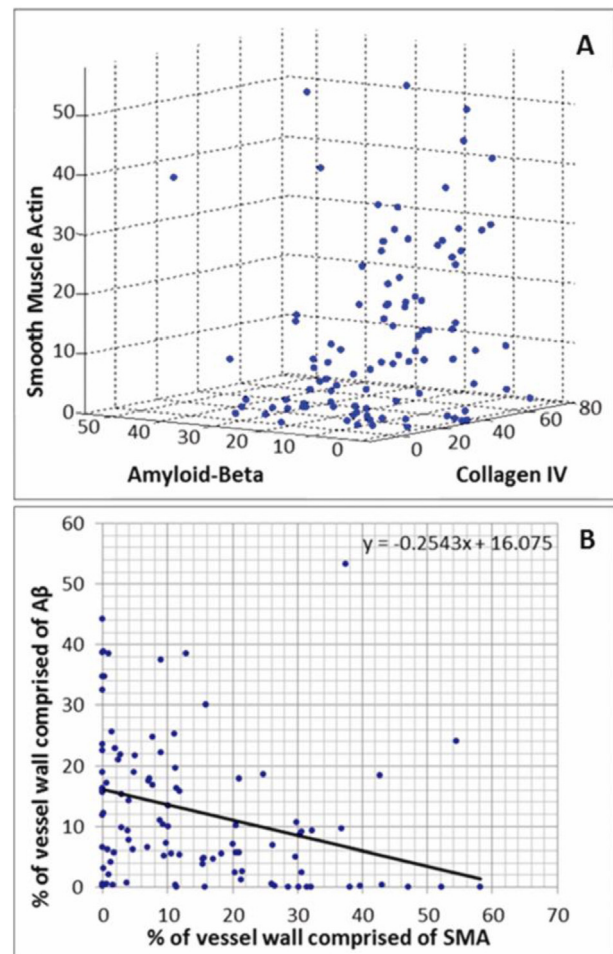 A
Smooth Muscle Actin
50
40
30
20
10
0
50 40 30 20 10 0
0 20 40 60 80
Amyloid-Beta Collagen IV
B
y = -0.2543x + 16.075
% of vessel wall comprised of Aβ
60
50
40
30
20
10
0
0 10 20 30 40 50 60 70
% of vessel wall comprised of SMA